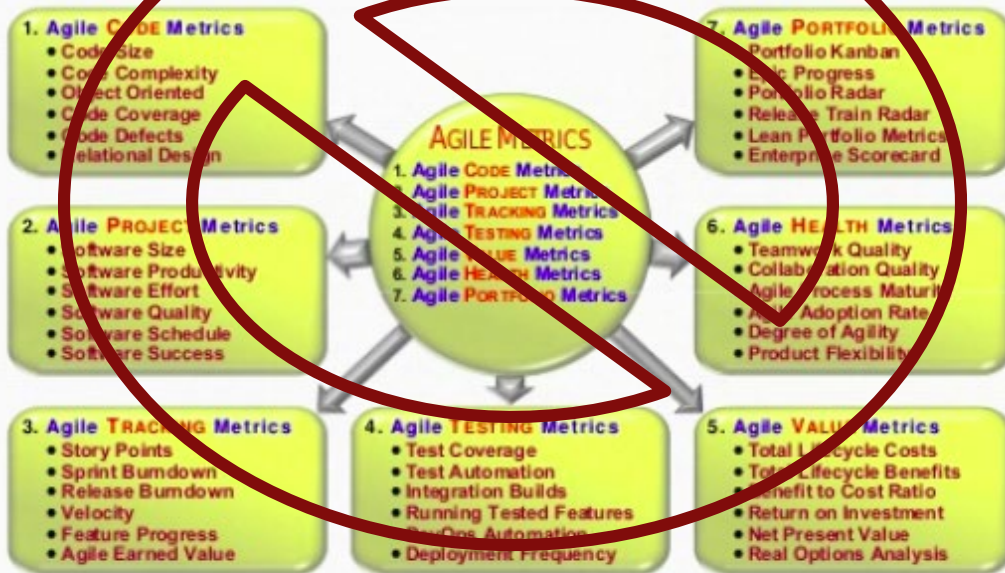 1. Agile CODE Metrics
• Code Size
• Code Complexity
• Object Oriented
• Code Coverage
• Code Defects
• Relational Design
7. Agile PORTFOLIO Metrics
• Portfolio Kanban
• Epic Progress
• Portfolio Radar
• Release Train Radar
• Lean Portfolio Metrics
• Enterprise Scorecard
AGILE METRICS
1. Agile CODE Metrics
2. Agile PROJECT Metrics
3. Agile TRACKING Metrics
4. Agile TESTING Metrics
5. Agile VALUE Metrics
6. Agile HEALTH Metrics
7. Agile PORTFOLIO Metrics
2. Agile PROJECT Metrics
• Software Size
• Software Productivity
• Software Effort
• Software Quality
• Software Schedule
• Software Success
6. Agile HEALTH Metrics
• Teamwork Quality
• Collaboration Quality
• Agile Process Maturity
• Agile Adoption Rate
• Degree of Agility
• Product Flexibility
3. Agile TRACKING Metrics
• Story Points
• Sprint Burndown
• Release Burndown
• Velocity
• Feature Progress
• Agile Earned Value
4. Agile TESTING Metrics
• Test Coverage
• Test Automation
• Integration Builds
• Running Tested Features
• DevOps Automation
• Deployment Frequency
5. Agile VALUE Metrics
• Total Lifecycle Costs
• Total Lifecycle Benefits
• Benefit to Cost Ratio
• Return on Investment
• Net Present Value
• Real Options Analysis